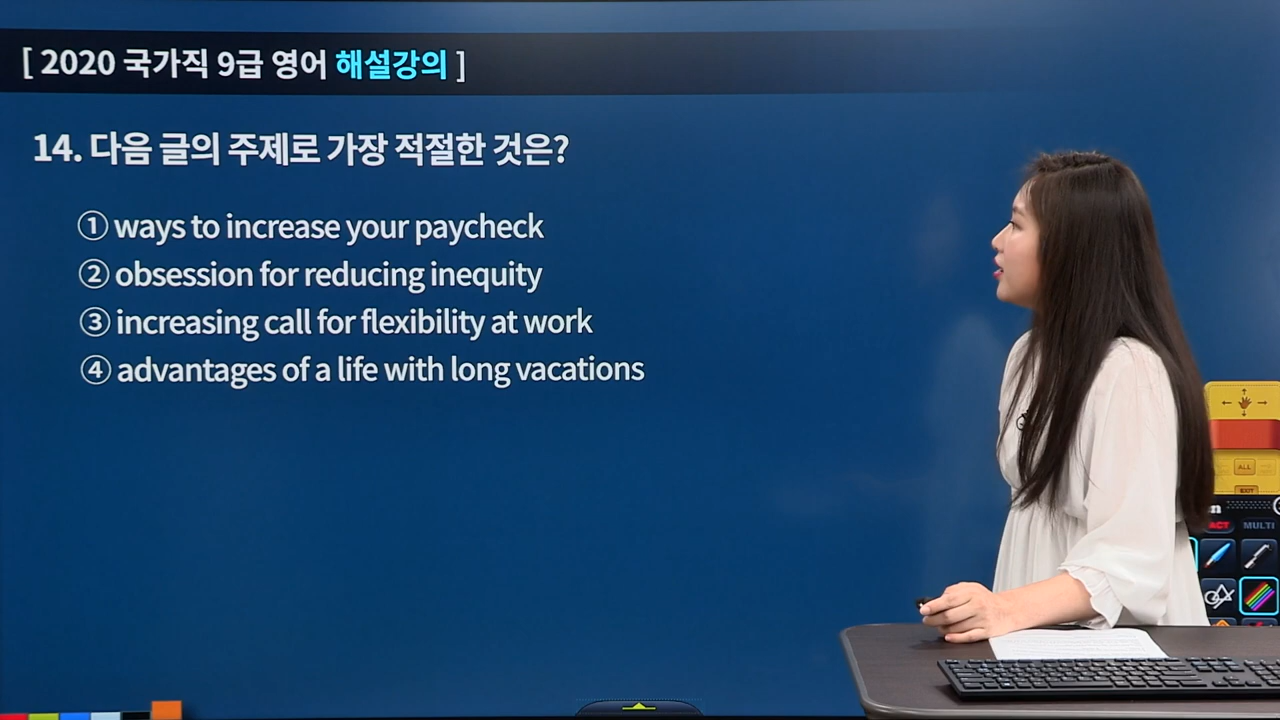 [ 2020 국가직 9급 영어 해설강의 ]
14. 다음 글의 주제로 가장 적절한 것은?
① ways to increase your paycheck
② obsession for reducing inequity
③ increasing call for flexibility at work
④ advantages of a life with long vacations
ALL
EXIT
MULTI